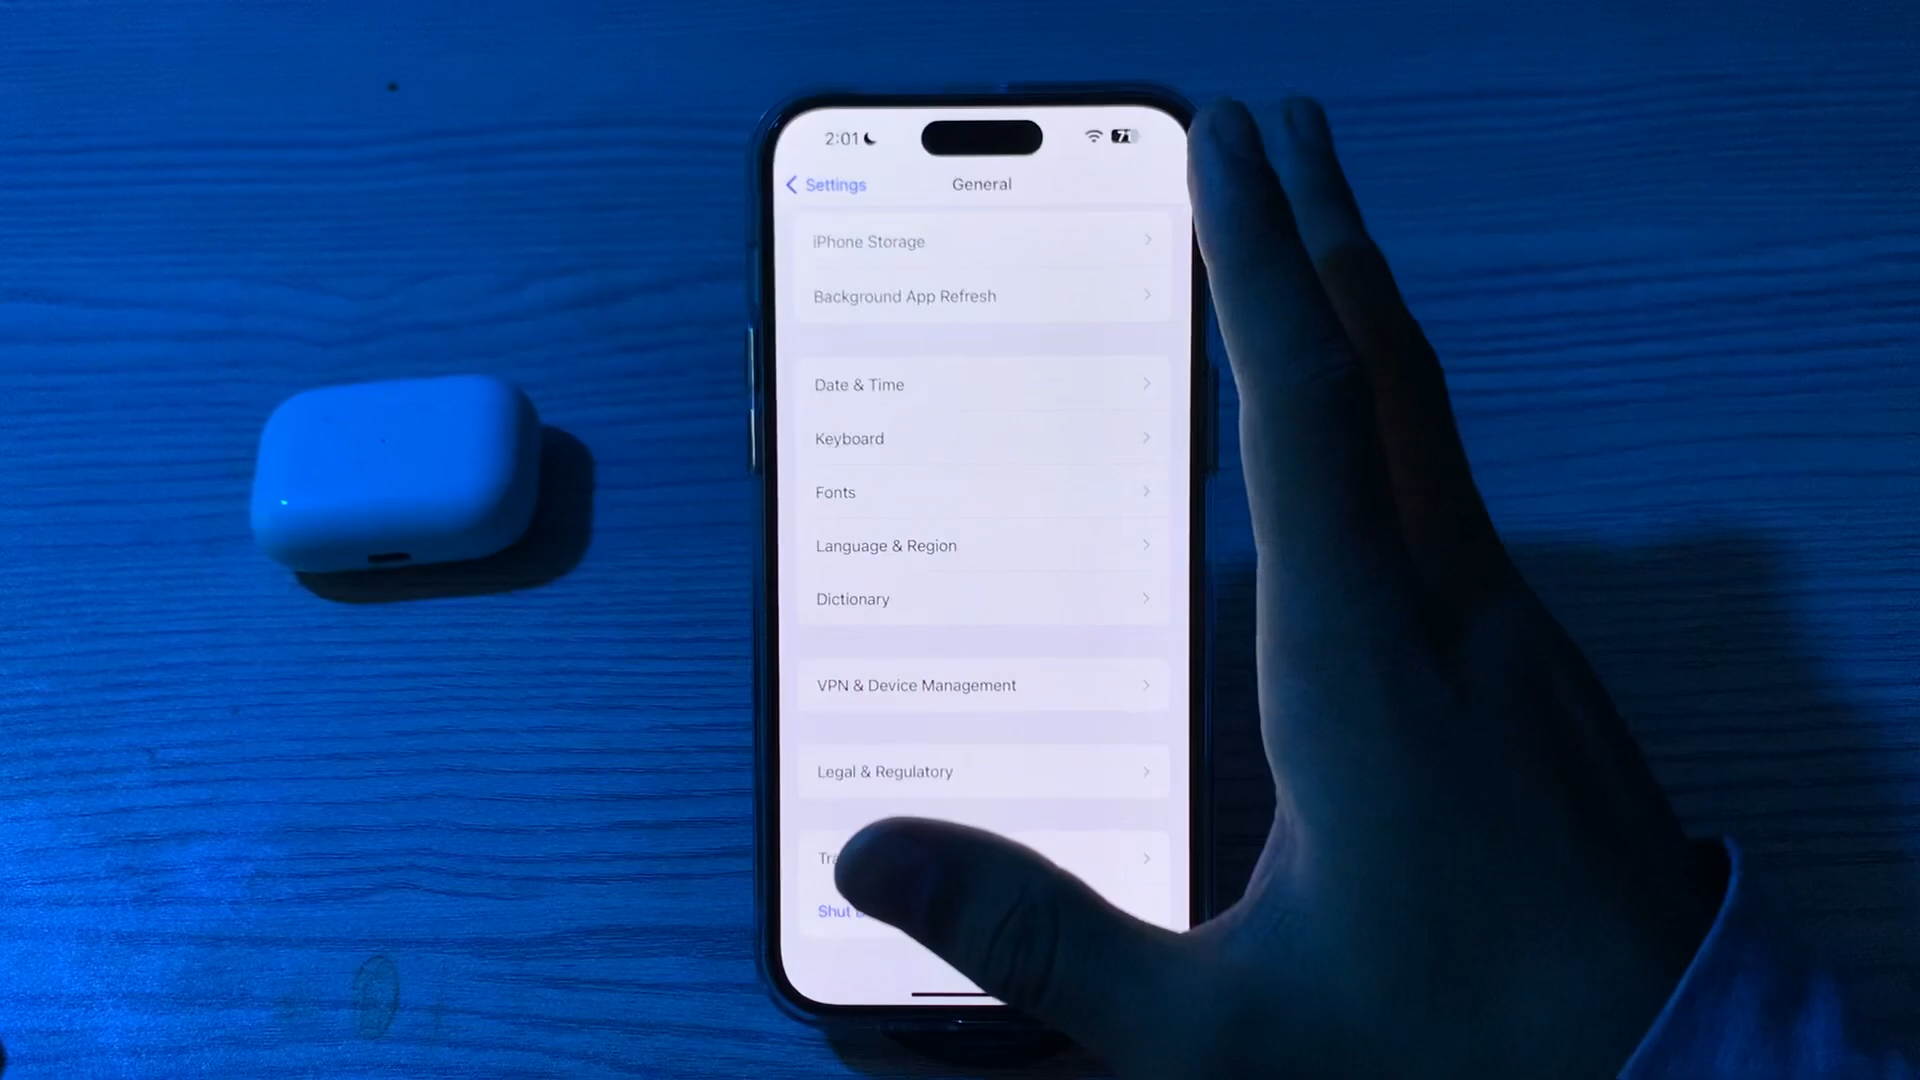 2:01
71
Settings
General
iPhone Storage
Background App Refresh
Date & Time
Keyboard
Fonts
Language & Region
Dictionary
VPN & Device Management
Legal & Regulatory
Shut